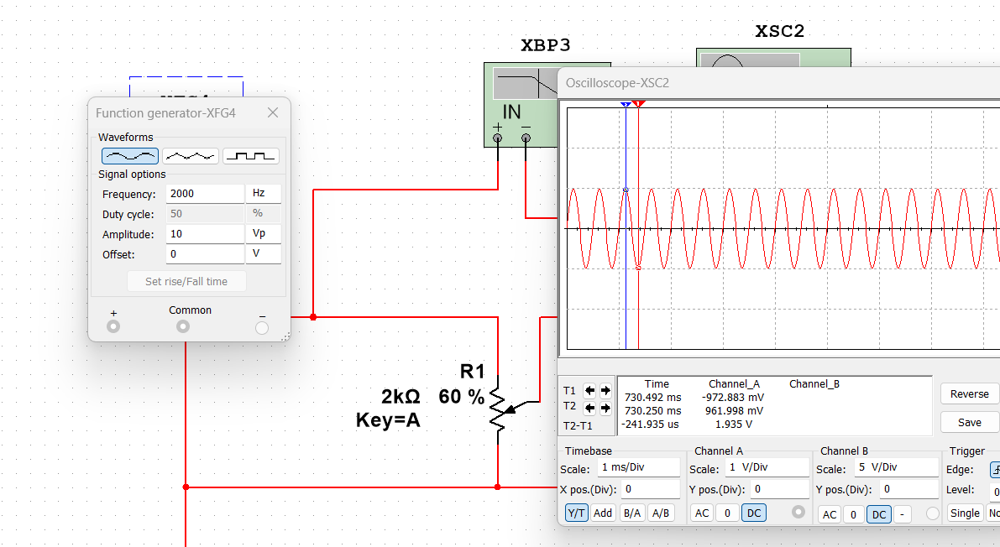 XSC2
XBP3
IN
+ −
Function generator-XFG4
Waveforms
Signal options
Frequency: 2000 Hz
Duty cycle: 50 %
Amplitude: 10 Vp
Offset: 0 V
Set rise/Fall time
+ Common −
R1
2kΩ 60 %
Key=A
Oscilloscope-XSC2
Time Channel_A Channel_B
T1 730.492 ms -972.883 mV
T2 730.250 ms 961.998 mV
T2-T1 -241.935 us 1.935 V
Reverse
Save
Timebase
Scale: 1 ms/Div
X pos.(Div): 0
Y/T Add B/A A/B
Channel A
Scale: 1 V/Div
Y pos.(Div): 0
AC 0 DC
Channel B
Scale: 5 V/Div
Y pos.(Div): 0
AC 0 DC -
Trigger
Edge:
Level: 0
Single